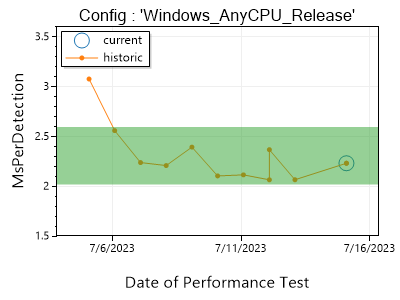 Config : 'Windows_AnyCPU_Release'
current
historic
3.5
3
2.5
2
1.5
MsPerDetection
7/6/2023
7/11/2023
7/16/2023
Date of Performance Test